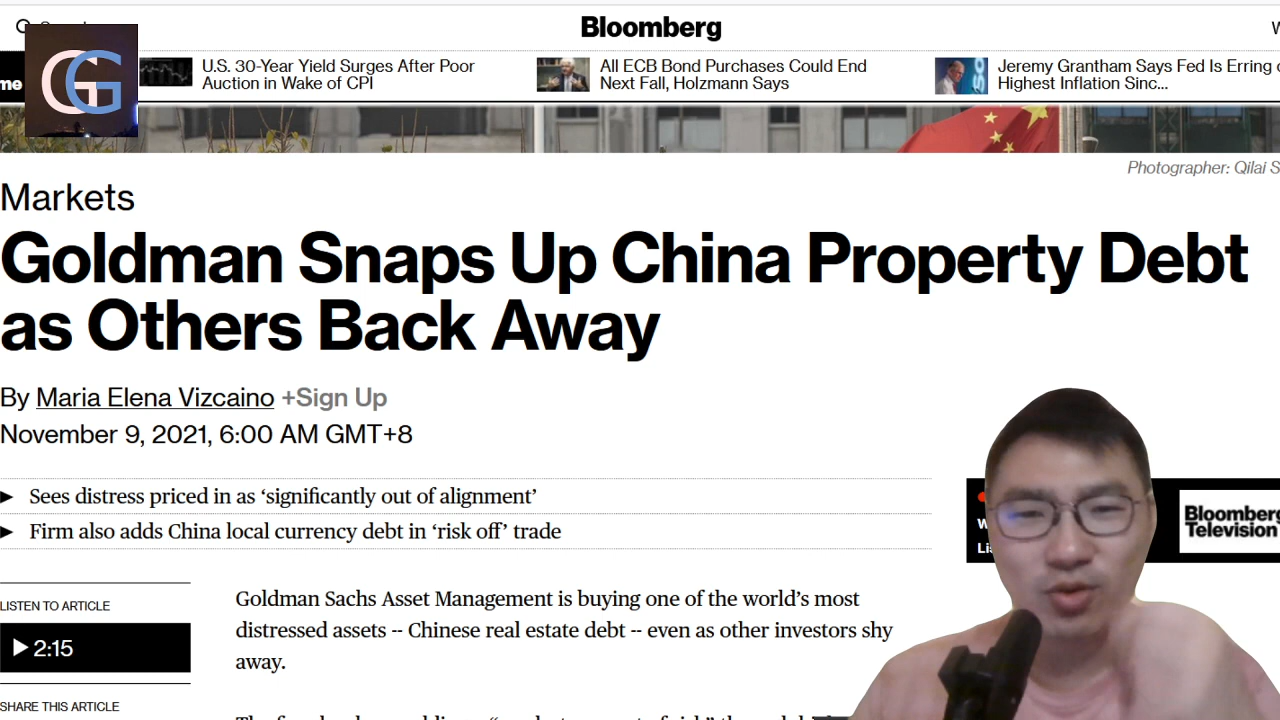 Bloomberg
me
GG
U.S. 30-Year Yield Surges After Poor
Auction in Wake of CPI
All ECB Bond Purchases Could End
Next Fall, Holzmann Says
Jeremy Grantham Says Fed Is Erring
Highest Inflation Sinc...
Photographer: Qilai S
Markets
Goldman Snaps Up China Property Debt
as Others Back Away
By Maria Elena Vizcaino +Sign Up
November 9, 2021, 6:00 AM GMT+8
► Sees distress priced in as ‘significantly out of alignment’
► Firm also adds China local currency debt in ‘risk off’ trade
Bloomberg
Television
LISTEN TO ARTICLE
2:15
SHARE THIS ARTICLE
Goldman Sachs Asset Management is buying one of the world’s most
distressed assets -- Chinese real estate debt -- even as other investors shy
away.